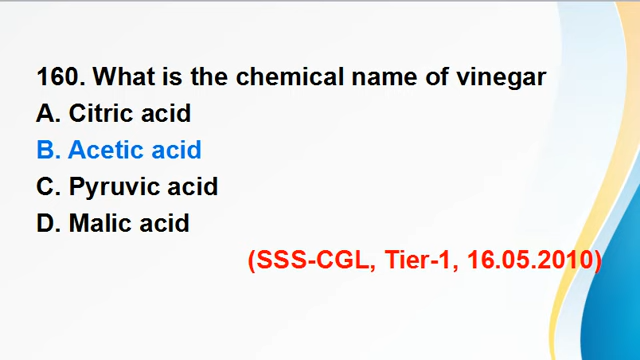 160. What is the chemical name of vinegar
A. Citric acid
B. Acetic acid
C. Pyruvic acid
D. Malic acid
(SSS-CGL, Tier-1, 16.05.2010)